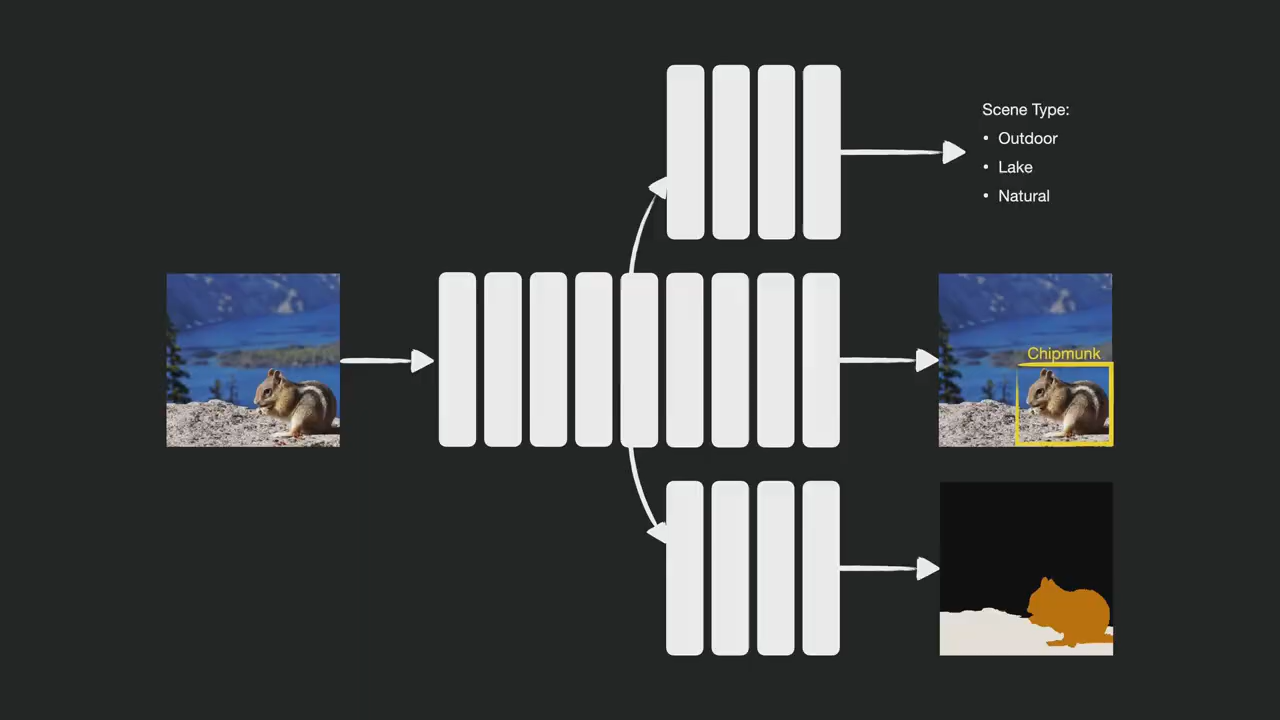 Scene Type:
• Outdoor
• Lake
• Natural
Chipmunk